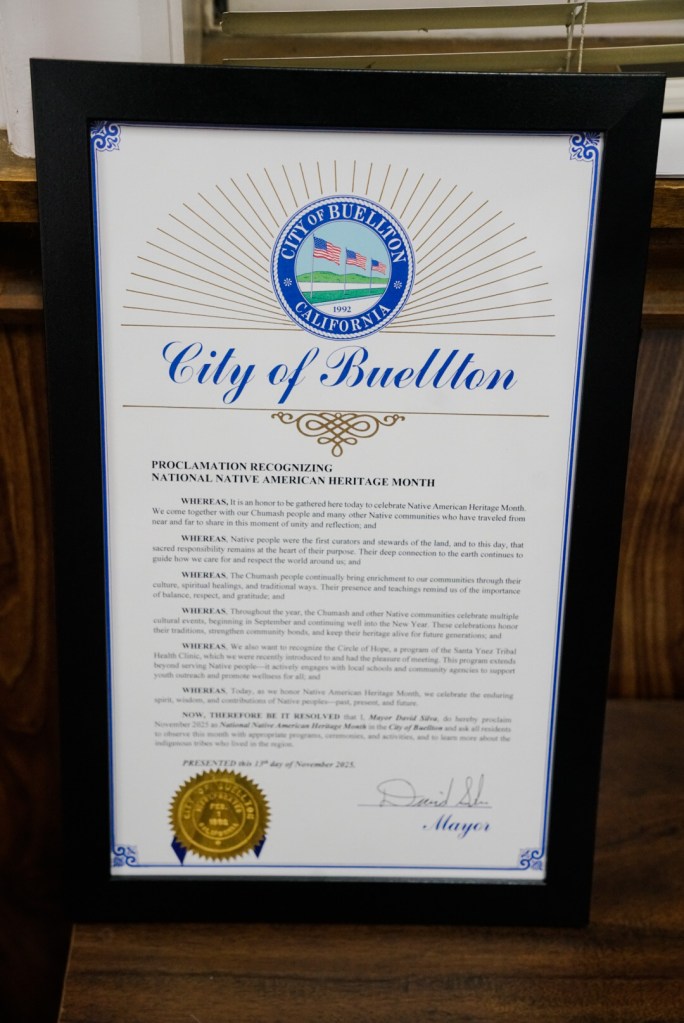 CITY OF BUELLTON
1992
CALIFORNIA
City of Buellton
PROCLAMATION RECOGNIZING
NATIONAL NATIVE AMERICAN HERITAGE MONTH
WHEREAS, It is an honor to be gathered here today to celebrate Native American Heritage Month.
We come together with our Chumash people and many other Native communities who have traveled from
near and far to share in this moment of unity and reflection; and
WHEREAS, Native people were the first curators and stewards of the land, and to this day, that
sacred responsibility remains at the heart of their purpose. Their deep connection to the earth continues to
guide how we care for and respect the world around us; and
WHEREAS, The Chumash people continually bring enrichment to our communities through their
culture, spiritual healings, and traditional ways. Their presence and teachings remind us of the importance
of balance, respect, and gratitude; and
WHEREAS, Throughout the year, the Chumash and other Native communities celebrate multiple
cultural events, beginning in September and continuing well into the New Year. These celebrations honor
their traditions, strengthen community bonds, and keep their heritage alive for future generations; and
WHEREAS, We also want to recognize the Circle of Hope, a program of the Santa Ynez Tribal
Health Clinic, which we were recently introduced to and had the pleasure of meeting. This program extends
beyond serving Native people—it actively engages with local schools and community agencies to support
youth outreach and promote wellness for all; and
WHEREAS, Today, as we honor Native American Heritage Month, we celebrate the enduring
spirit, wisdom, and contributions of Native peoples—past, present, and future.
NOW, THEREFORE BE IT RESOLVED that I, Mayor David Silva, do hereby proclaim
November 2025 as National Native American Heritage Month in the City of Buellton and ask all residents
to observe this month with appropriate programs, ceremonies, and activities, and to learn more about the
indigenous tribes who lived in the region.
PRESENTED this 13th day of November 2025.
CITY OF BUELLTON
FEB.
CALIFORNIA
David
Mayor